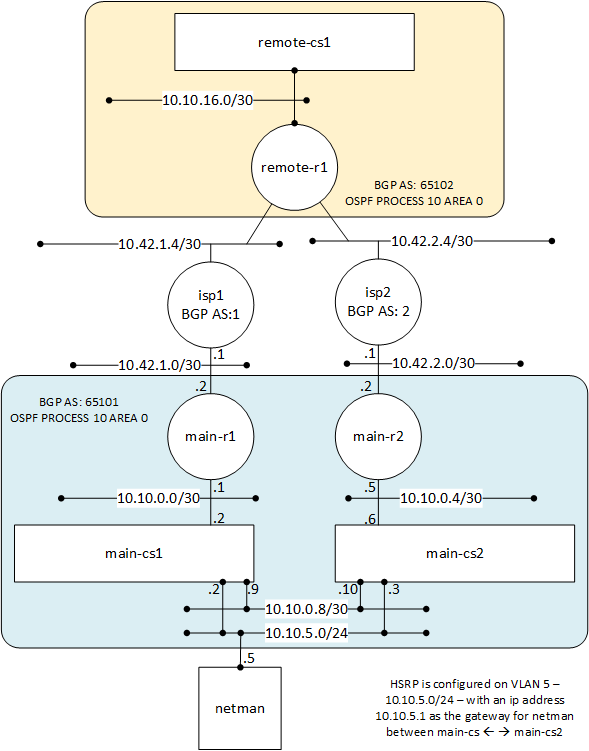 remote-cs1
10.10.16.0/30
remote-r1
BGP AS: 65102
OSPF PROCESS 10 AREA 0
10.42.1.4/30
10.42.2.4/30
isp1
BGP AS:1
isp2
BGP AS: 2
.1
.1
10.42.1.0/30
10.42.2.0/30
.2
.2
BGP AS: 65101
OSPF PROCESS 10 AREA 0
main-r1
main-r2
.1
.5
10.10.0.0/30
10.10.0.4/30
.2
.6
main-cs1
main-cs2
.2
.9
.10
.3
10.10.0.8/30
10.10.5.0/24
.5
netman
HSRP is configured on VLAN 5 –
10.10.5.0/24 – with an ip address
10.10.5.1 as the gateway for netman
between main-cs ← → main-cs2